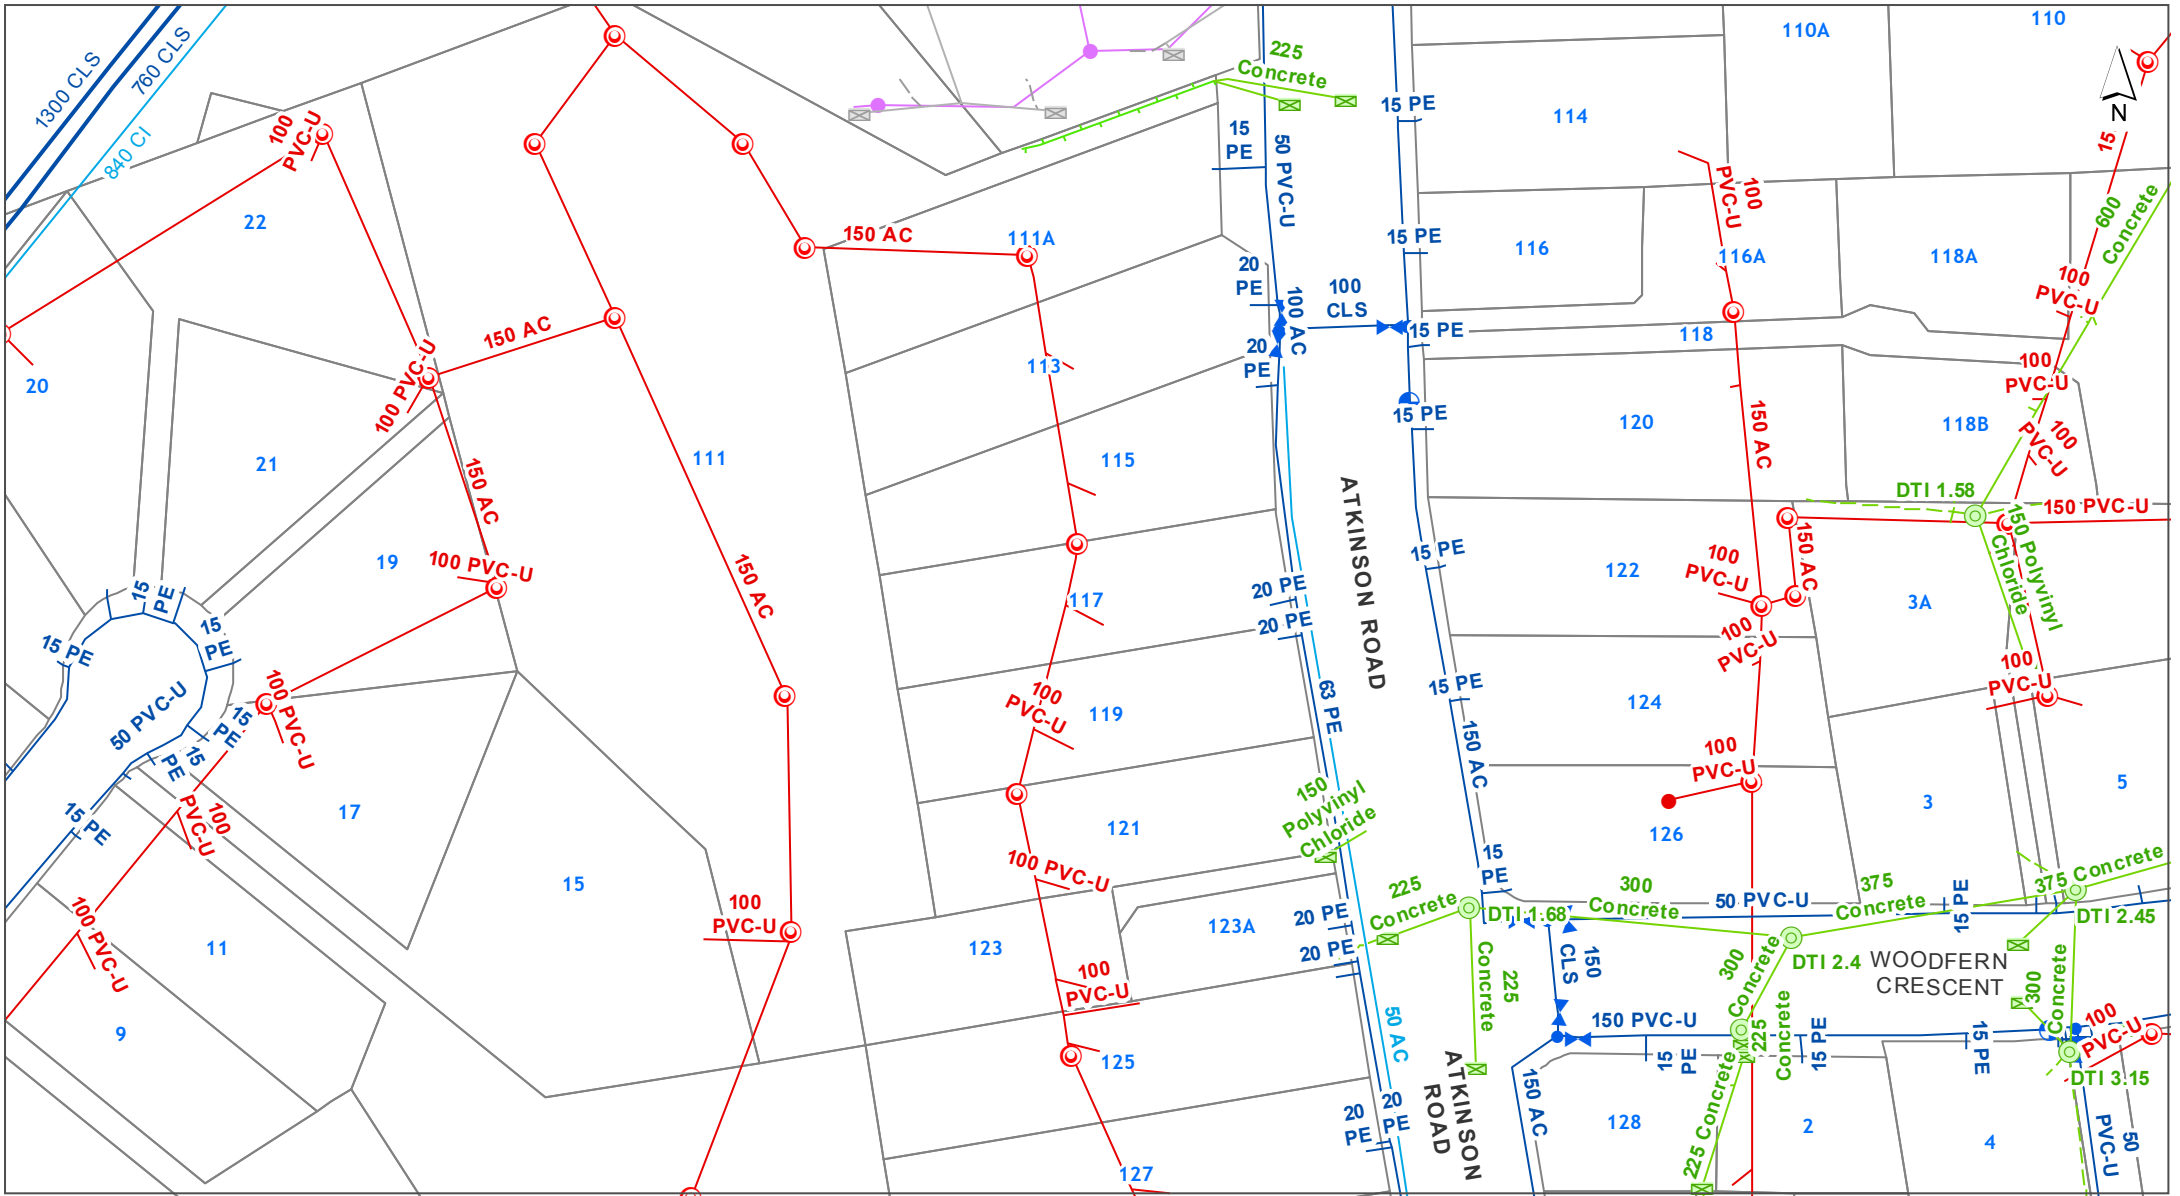 1300 CLS
760 CLS
840 CI
100
PVC-U
22
20
21
19
100 PVC-U
150 AC
150 AC
100 PVC-U
111
150 AC
150 AC
111A
113
115
117
100
PVC-U
119
121
100 PVC-U
123
123A
100
PVC-U
125
127
15
PE
15 PE
15
PE
50 PVC-U
15
PE
15
PE
15 PE
100
PVC-U
100
PVC-U
100 PVC-U
17
15
11
9
100
PVC-U
225
Concrete
15
PE
50 PVC-U
20
PE
100 AC
100
CLS
20
PE
15 PE
15 PE
15 PE
15 PE
15 PE
15 PE
ATKINSON ROAD
20 PE
20 PE
63 PE
150 AC
150
Polyvinyl
Chloride
15
PE
20 PE
20 PE
225
Concrete
DTI 1.68
225
Concrete
50 AC
ATKINSON
ROAD
20
PE
20
PE
110A
110
N
114
116
100
PVC-U
116A
118A
118
15
600
Concrete
100
PVC-U
100
PVC-U
100
PVC-U
120
150 AC
118B
DTI 1.58
150 PVC-U
150 AC
150 Polyvinyl
Chloride
122
100
PVC-U
3A
100
PVC-U
100
PVC-U
124
100
PVC-U
126
3
5
300
Concrete
50 PVC-U
375
Concrete
15 PE
375 Concrete
DTI 2.45
150
CLS
300
Concrete
DTI 2.4
WOODFERN
CRESCENT
300
Concrete
150 PVC-U
225
Concrete
15
PE
15 PE
15 PE
100
PVC-U
DTI 3.15
150 AC
225 Concrete
128
2
4
50
PVC-U